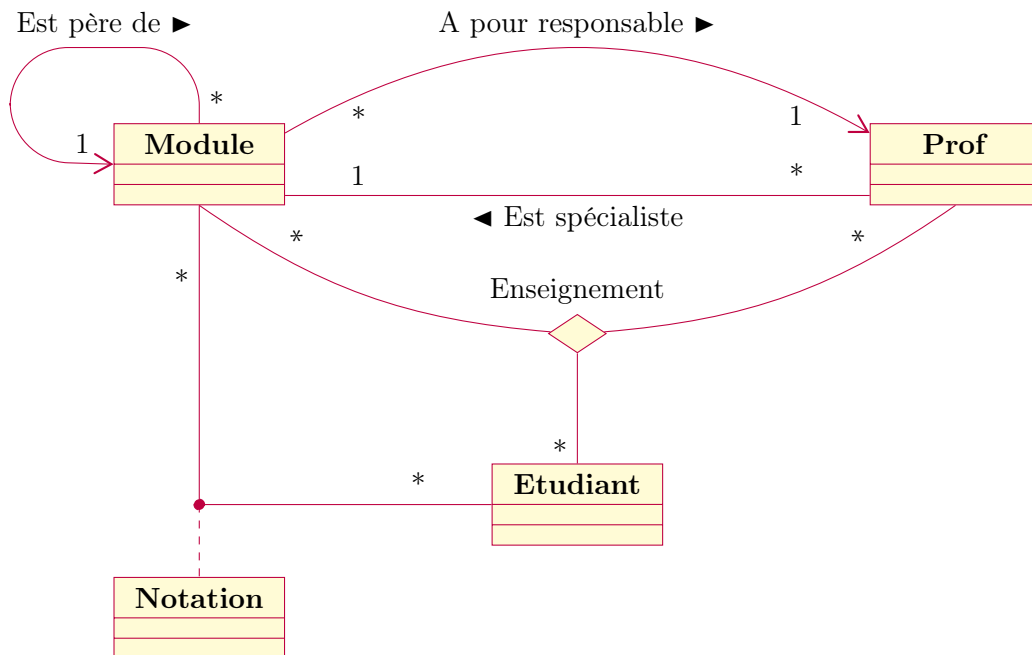 Est père de ►
A pour responsable ►
*
*
1
1
Module
Prof
1
*
◄ Est spécialiste
*
*
*
Enseignement
*
*
Etudiant
Notation